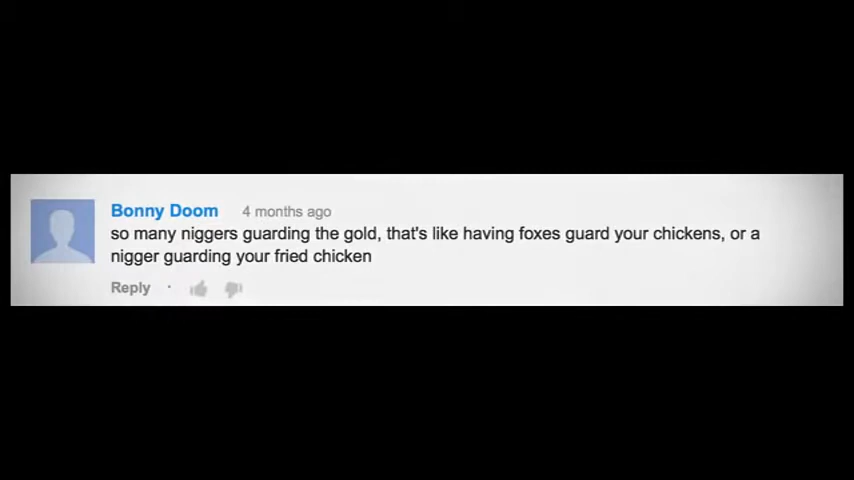 Bonny Doom 4 months ago
so many niggers guarding the gold, that's like having foxes guard your chickens, or a
nigger guarding your fried chicken
Reply ·